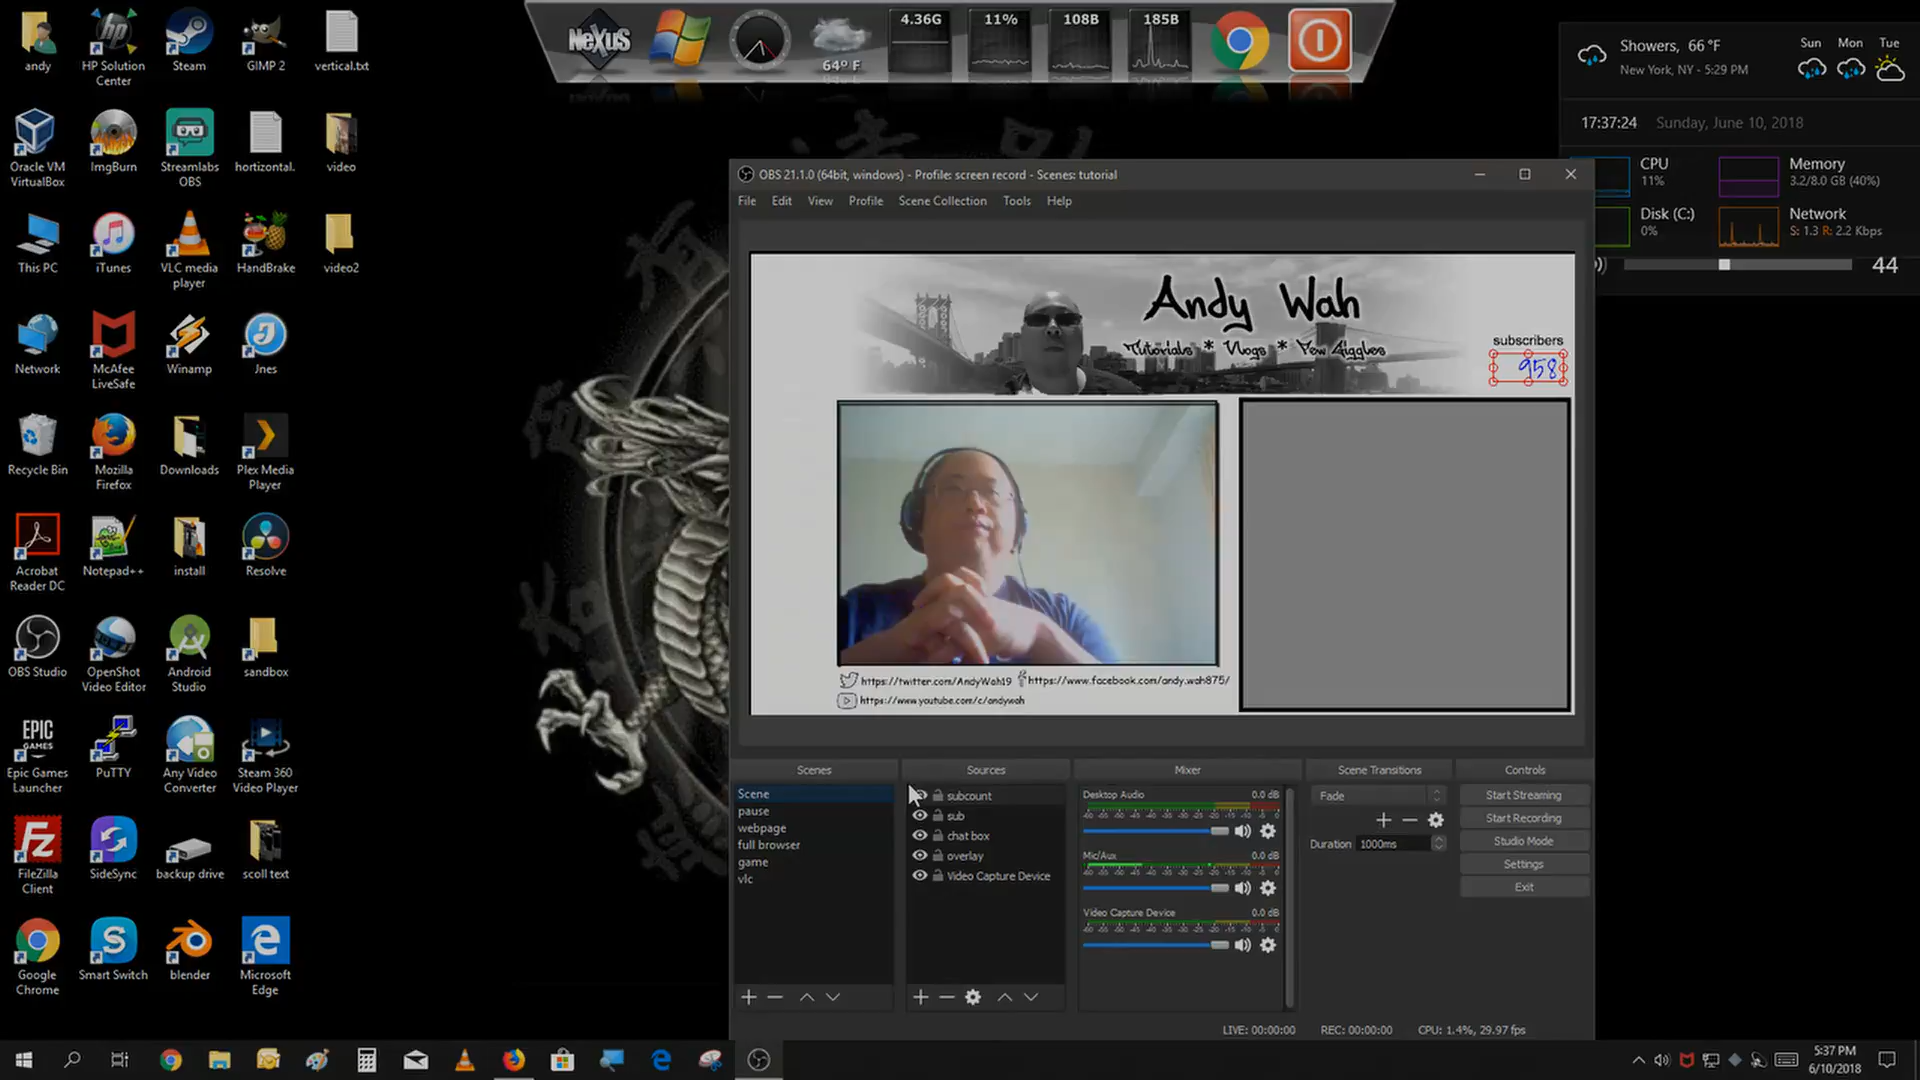 andy
HP Solution
Center
Steam
GIMP 2
vertical.txt
Oracle VM
VirtualBox
ImgBurn
Streamlabs
OBS
hortizontal.
video
This PC
iTunes
VLC media
player
HandBrake
video2
Network
McAfee
LiveSafe
Winamp
Jnes
Recycle Bin
Mozilla
Firefox
Downloads
Plex Media
Player
Acrobat
Reader DC
Notepad++
install
Resolve
OBS Studio
OpenShot
Video Editor
Android
Studio
sandbox
EPIC
GAMES
Epic Games
Launcher
PuTTY
Any Video
Converter
Steam 360
Video Player
FileZilla
Client
SideSync
backup drive
scoll text
Google
Chrome
Smart Switch
blender
Microsoft
Edge
NeXuS
64° F
4.36G
11%
108B
185B
Showers, 66 °F
New York, NY - 5:29 PM
Sun
Mon
Tue
17:37:24
Sunday, June 10, 2018
CPU
11%
Memory
3.2/8.0 GB (40%)
Disk (C:)
0%
Network
S: 1.3 R: 2.2 Kbps
44
OBS 21.1.0 (64bit, windows) - Profile: screen record - Scenes: tutorial
File Edit View Profile Scene Collection Tools Help
Andy Wah
Tutorials * Vlogs * Few Giggles
subscribers
958
https://twitter.com/AndyWah19
https://www.facebook.com/andy.wah875/
https://www.youtube.com/c/andywah
Scenes
Scene
pause
webpage
full browser
game
vlc
Sources
subcount
sub
chat box
overlay
Video Capture Device
Mixer
Desktop Audio 0.0 dB
Mic/Aux 0.0 dB
Video Capture Device 0.0 dB
Scene Transitions
Fade
Duration 1000ms
Controls
Start Streaming
Start Recording
Studio Mode
Settings
Exit
LIVE: 00:00:00 REC: 00:00:00 CPU: 1.4%, 29.97 fps
5:37 PM
6/10/2018